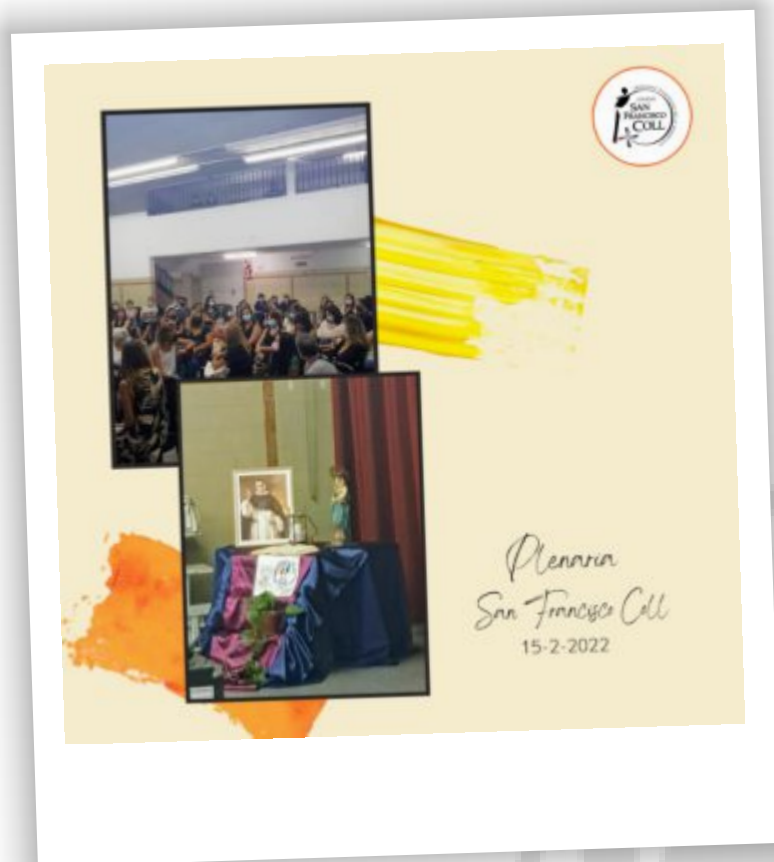 SAN
FRANCISCO
COLL
Plenaria
San Francisco Coll
15-2-2022